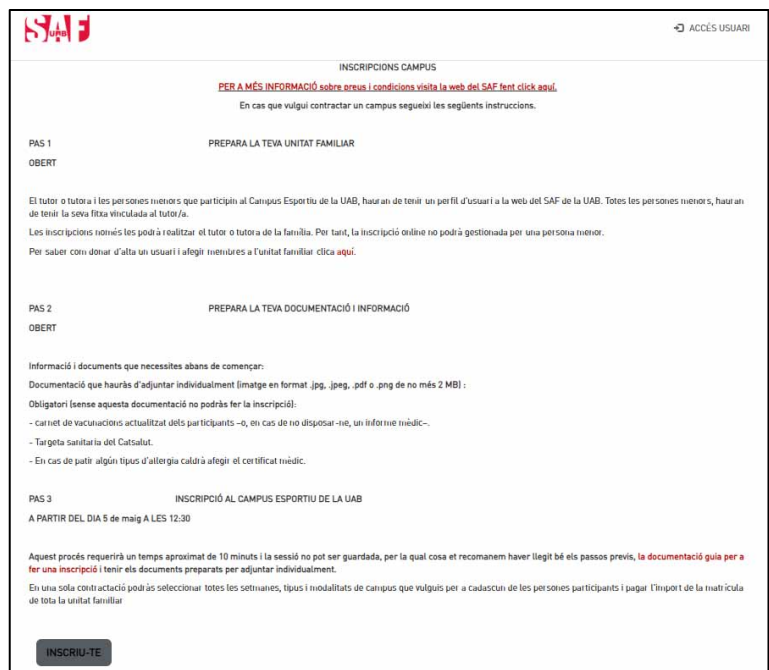 SAF
UAB
ACCÉS USUARI
INSCRIPCIONS CAMPUS
PER A MÉS INFORMACIÓ sobre preus i condicions visita la web del SAF fent click aquí.
En cas que vulgui contractar un campus segueixi les següents instruccions.
PAS 1 PREPARA LA TEVA UNITAT FAMILIAR
OBERT
El tutor o tutora i les persones menors que participin al Campus Esportiu de la UAB, hauran de tenir un perfil d'usuari a la web del SAF de la UAB. Totes les persones menors, hauran
de tenir la seva fitxa vinculada al tutor/a.
Les inscripcions només les podrà realitzar el tutor o tutora de la família. Per tant, la inscripció online no podrà gestionada per una persona menor.
Per saber com donar d'alta un usuari i afegir membres a l'unitat familiar clica aquí.
PAS 2 PREPARA LA TEVA DOCUMENTACIÓ I INFORMACIÓ
OBERT
Informació i documents que necessites abans de començar:
Documentació que hauràs d'adjuntar individualment (imatge en format .jpg, .jpeg, .pdf o .png de no més 2 MB) :
Obligatori (sense aquesta documentació no podràs fer la inscripció):
- carnet de vacunacions actualitzat dels participants –o, en cas de no disposar-ne, un informe mèdic–.
- Targeta sanitaria del Catsalut.
- En cas de patir algún tipus d'allergia caldrà afegir el certificat mèdic.
PAS 3 INSCRIPCIÓ AL CAMPUS ESPORTIU DE LA UAB
A PARTIR DEL DIA 5 de maig A LES 12:30
Aquest procés requerirà un temps aproximat de 10 minuts i la sessió no pot ser guardada, per la qual cosa et recomanem haver llegit bé els passos previs, la documentació guia per a
fer una inscripció i tenir els documents preparats per adjuntar individualment.
En una sola contractació podràs seleccionar totes les setmanes, tipus i modalitats de campus que vulguis per a cadascun de les persones participants i pagar l'import de la matrícula
de tota la unitat familiar
INSCRIU-TE